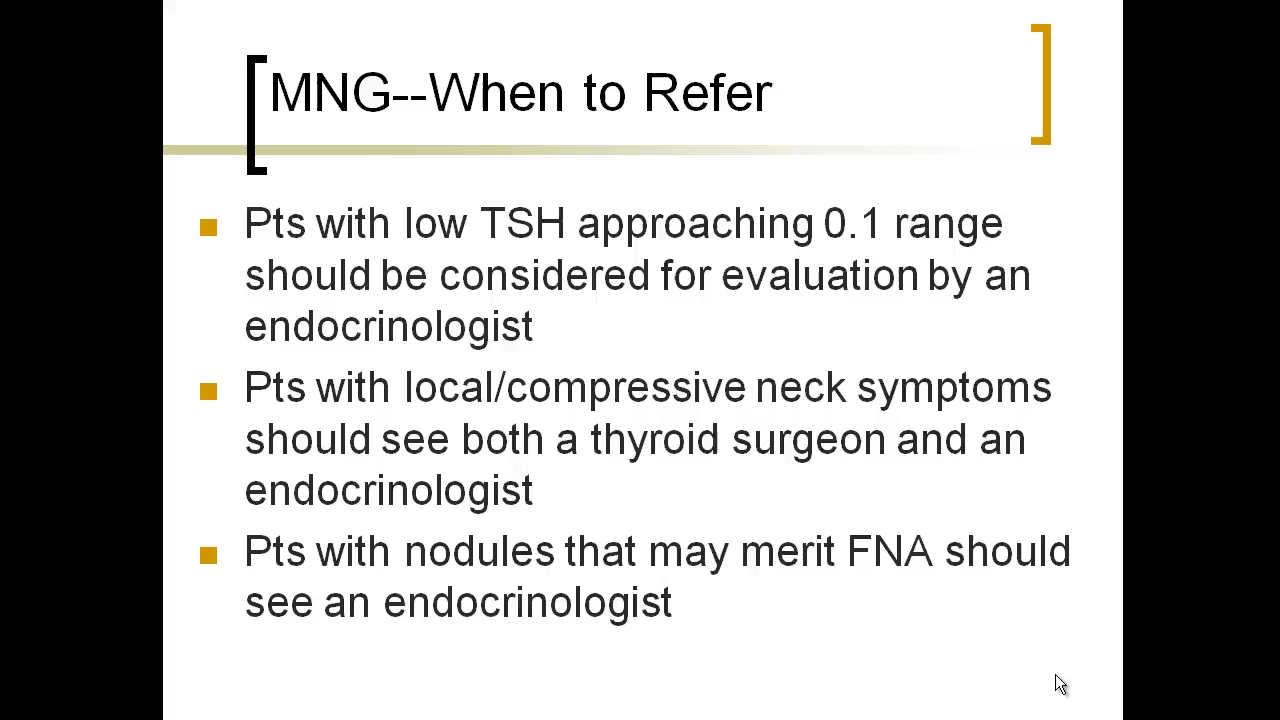 MNG--When to Refer
Pts with low TSH approaching 0.1 range
should be considered for evaluation by an
endocrinologist
Pts with local/compressive neck symptoms
should see both a thyroid surgeon and an
endocrinologist
Pts with nodules that may merit FNA should
see an endocrinologist